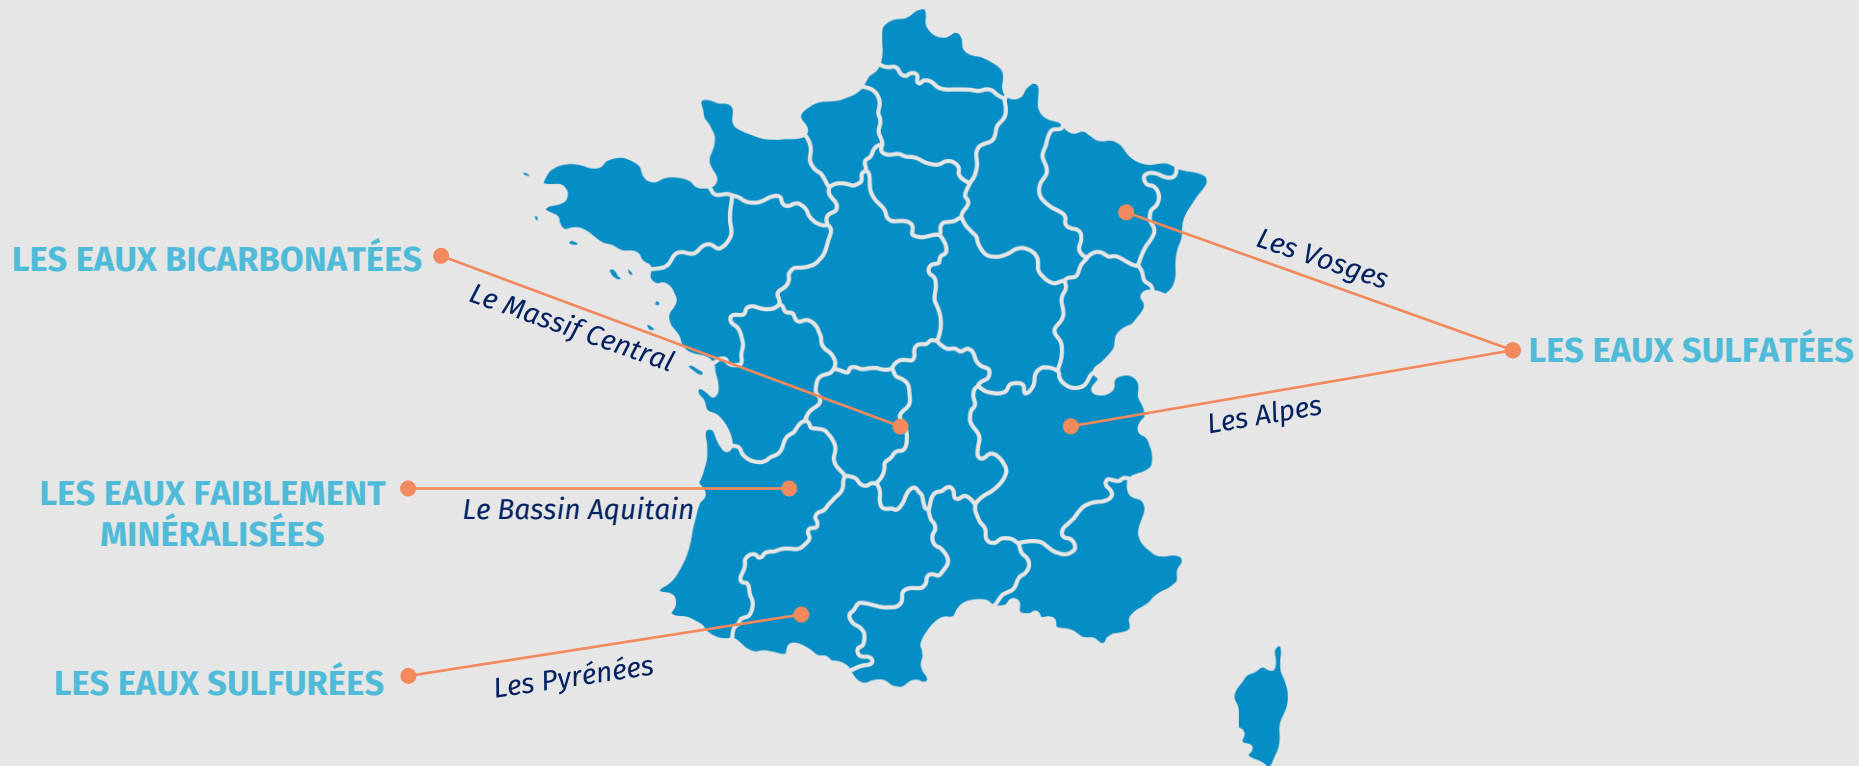 LES EAUX BICARBONATÉES
Le Massif Central
LES EAUX FAIBLEMENT
MINÉRALISÉES
Le Bassin Aquitain
LES EAUX SULFURÉES
Les Pyrénées
Les Vosges
LES EAUX SULFATÉES
Les Alpes